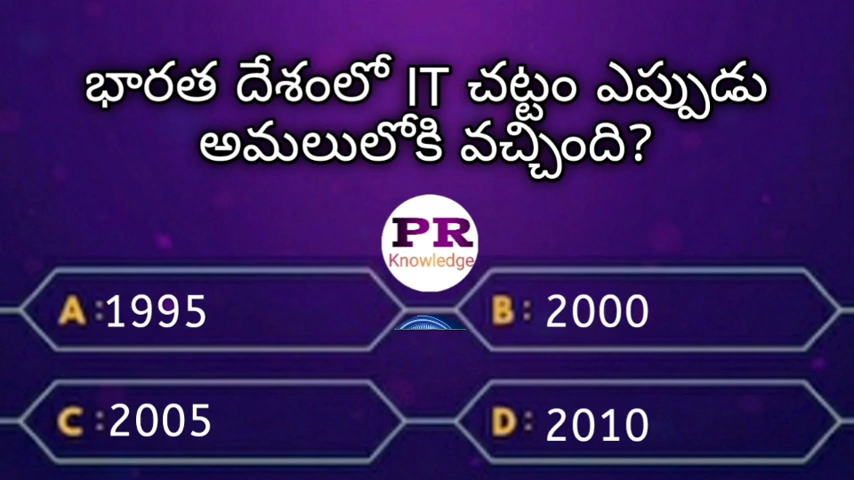 భారత దేశంలో IT చట్టం ఎప్పుడు
అమలులోకి వచ్చింది?
PR
Knowledge
A : 1995
B : 2000
C : 2005
D : 2010